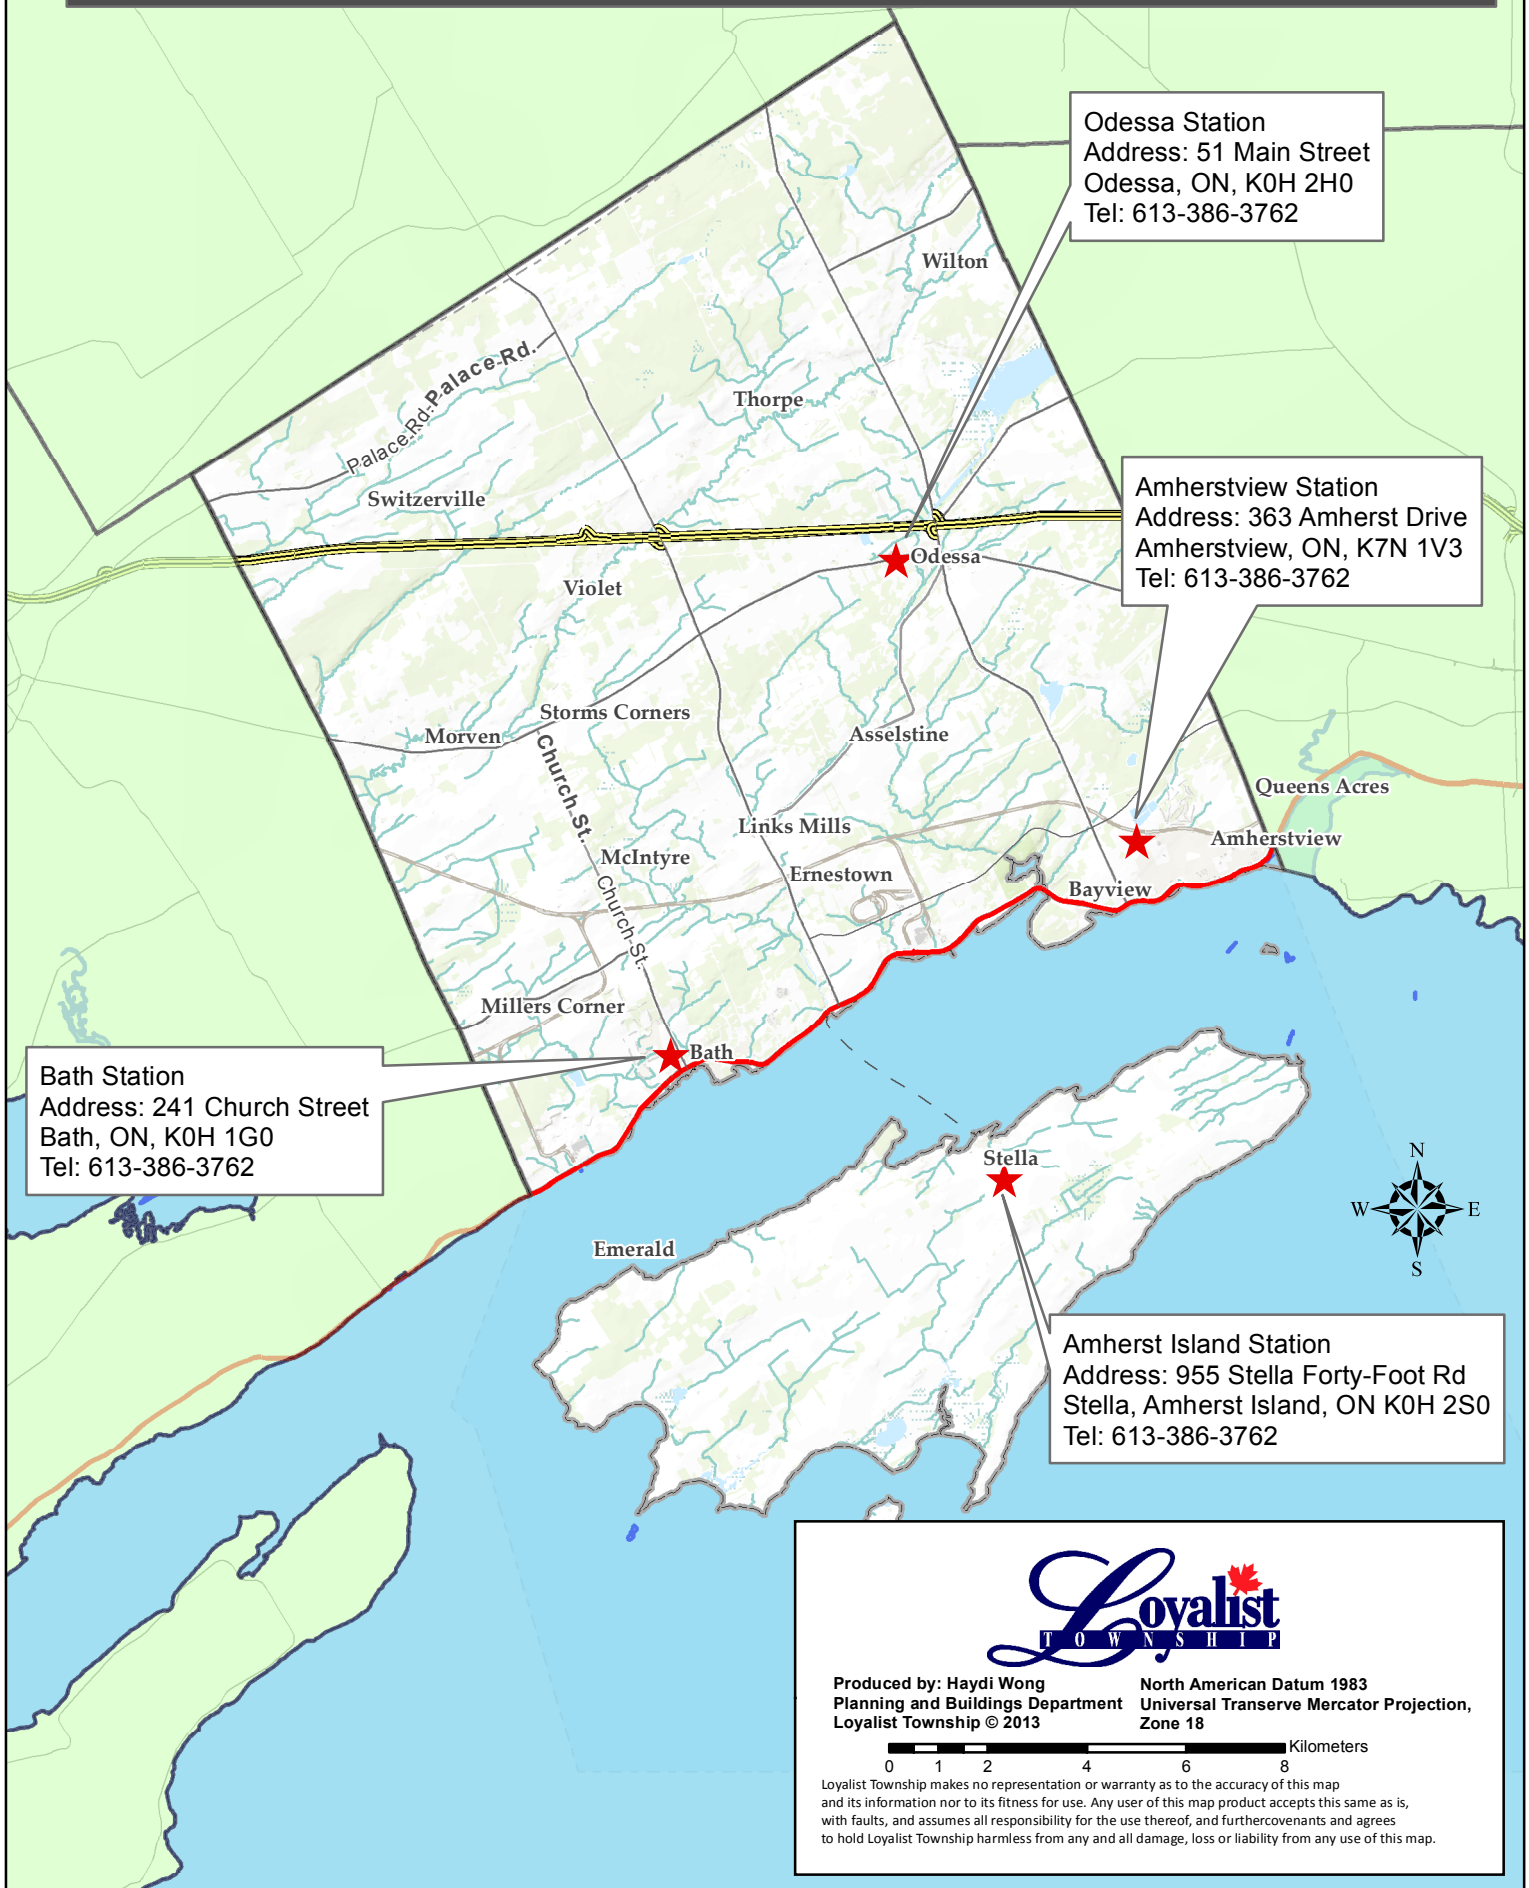 Odessa Station
Address: 51 Main Street
Odessa, ON, K0H 2H0
Tel: 613-386-3762
Wilton
Palace Rd.
Palace Rd.
Thorpe
Switzerville
Amherstview Station
Address: 363 Amherst Drive
Amherstview, ON, K7N 1V3
Tel: 613-386-3762
Odessa
Violet
Storms Corners
Morven
Asselstine
Church St.
Queens Acres
Links Mills
Amherstview
McIntyre
Ernestown
Bayview
Church St.
Millers Corner
Bath
Bath Station
Address: 241 Church Street
Bath, ON, K0H 1G0
Tel: 613-386-3762
Stella
N
W
E
S
Emerald
Amherst Island Station
Address: 955 Stella Forty-Foot Rd
Stella, Amherst Island, ON K0H 2S0
Tel: 613-386-3762
Loyalist
TOWNSHIP
Produced by: Haydi Wong
Planning and Buildings Department
Loyalist Township © 2013
North American Datum 1983
Universal Transerve Mercator Projection,
Zone 18
Kilometers
0 1 2 4 6 8
Loyalist Township makes no representation or warranty as to the accuracy of this map
and its information nor to its fitness for use. Any user of this map product accepts this same as is,
with faults, and assumes all responsibility for the use thereof, and furthercovenants and agrees
to hold Loyalist Township harmless from any and all damage, loss or liability from any use of this map.